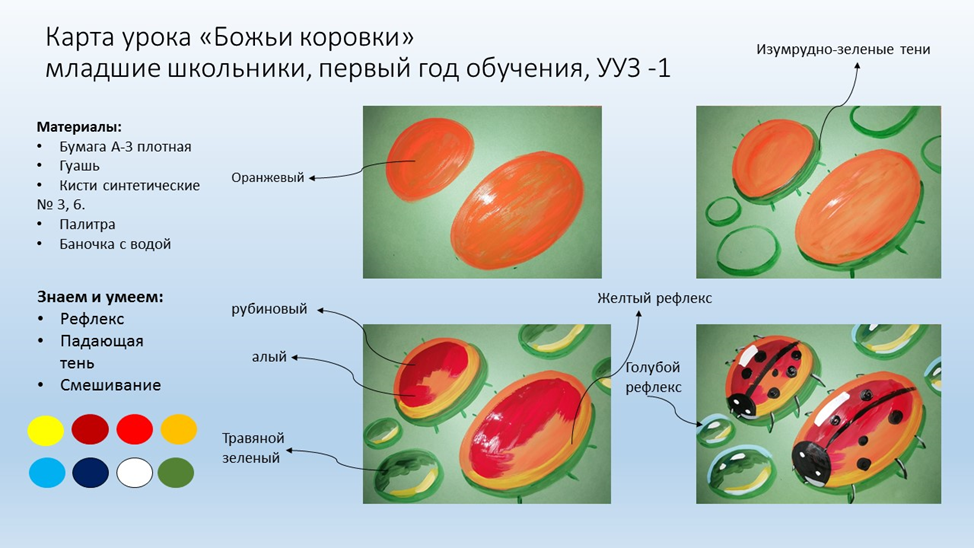 Карта урока «Божьи коровки»
младшие школьники, первый год обучения, УУЗ -1
Изумрудно-зеленые тени
Материалы:
• Бумага А-3 плотная
• Гуашь
• Кисти синтетические
№ 3, 6.
• Палитра
• Баночка с водой
Оранжевый
Знаем и умеем:
• Рефлекс
• Падающая
тень
• Смешивание
рубиновый
алый
Травяной
зеленый
Желтый рефлекс
Голубой
рефлекс